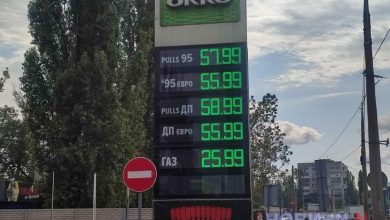 ОККО
PULLS 95 57.99
'95 ЄВРО 55.99
PULLS ДП 58.99
ДП ЄВРО 55.99
ГАЗ 25.99